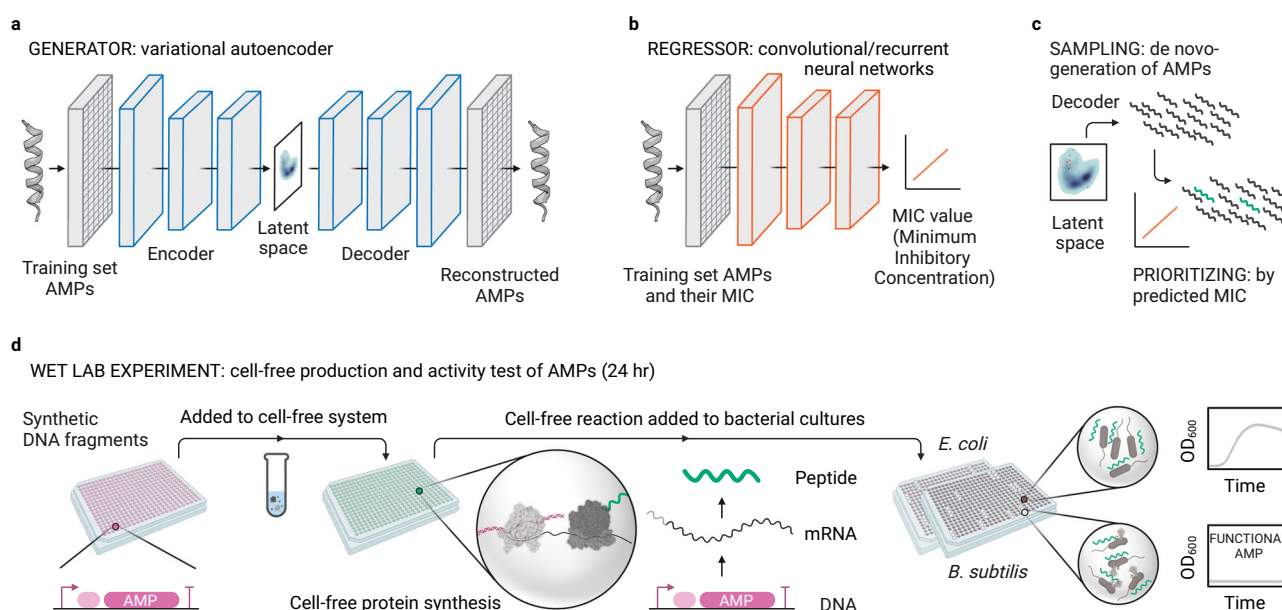 a
GENERATOR: variational autoencoder
Training set
AMPs
Encoder
Latent
space
Decoder
Reconstructed
AMPs
b
REGRESSOR: convolutional/recurrent
neural networks
Training set AMPs
and their MIC
MIC value
(Minimum
Inhibitory
Concentration)
c
SAMPLING: de novo-
generation of AMPs
Decoder
Latent
space
PRIORITIZING: by
predicted MIC
d
WET LAB EXPERIMENT: cell-free production and activity test of AMPs (24 hr)
Synthetic
DNA fragments
Added to cell-free system
Cell-free reaction added to bacterial cultures
AMP
Cell-free protein synthesis
Peptide
mRNA
AMP
DNA
E. coli
B. subtilis
OD600
Time
OD600
FUNCTIONA
AMP
Time